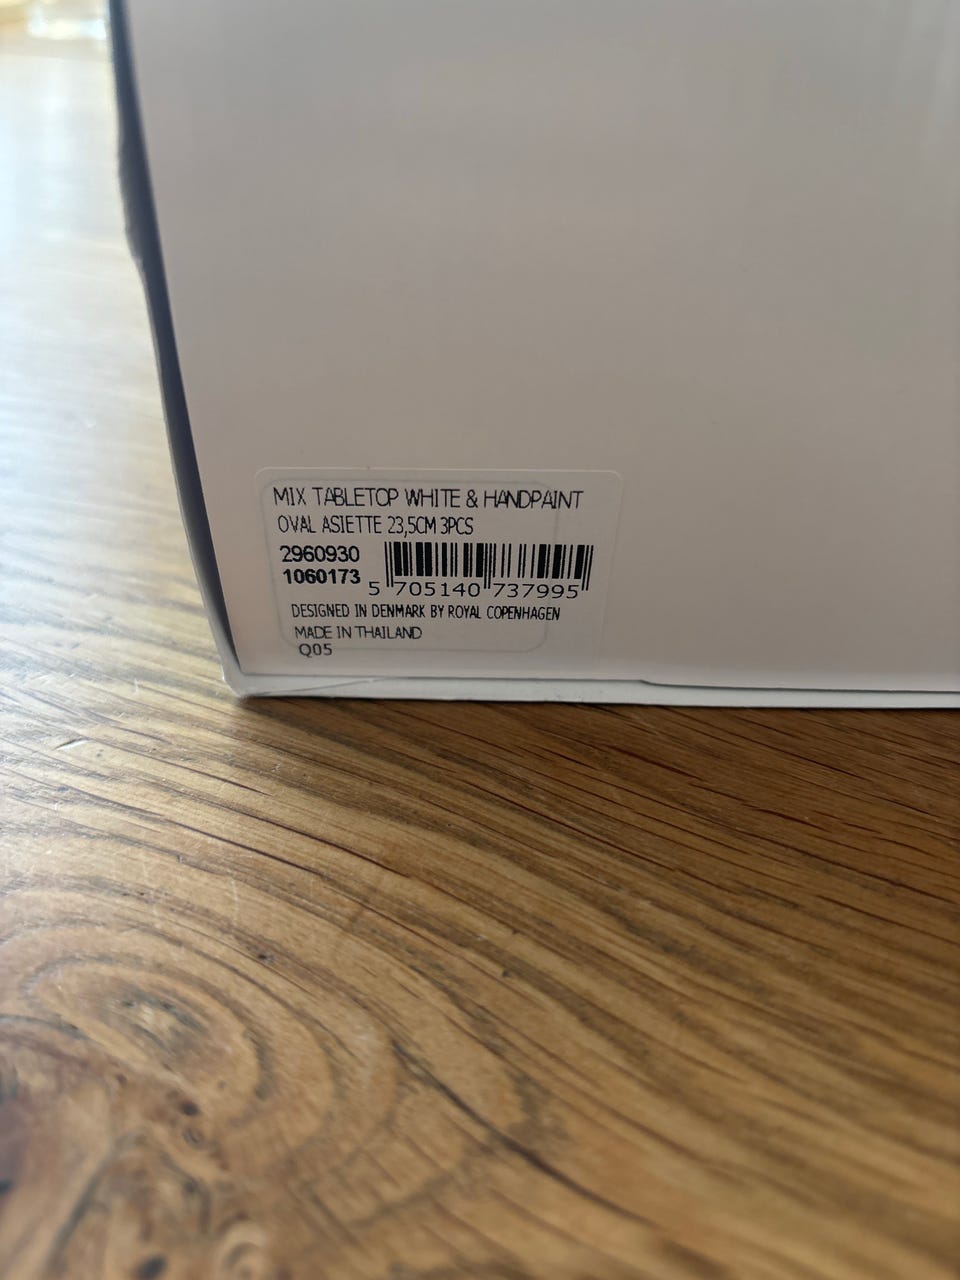 MIX TABLETOP WHITE & HANDPAINT
OVAL ASIETTE 23,5CM 3PCS
2960930
1060173
5 705140 737995
DESIGNED IN DENMARK BY ROYAL COPENHAGEN
MADE IN THAILAND
Q05